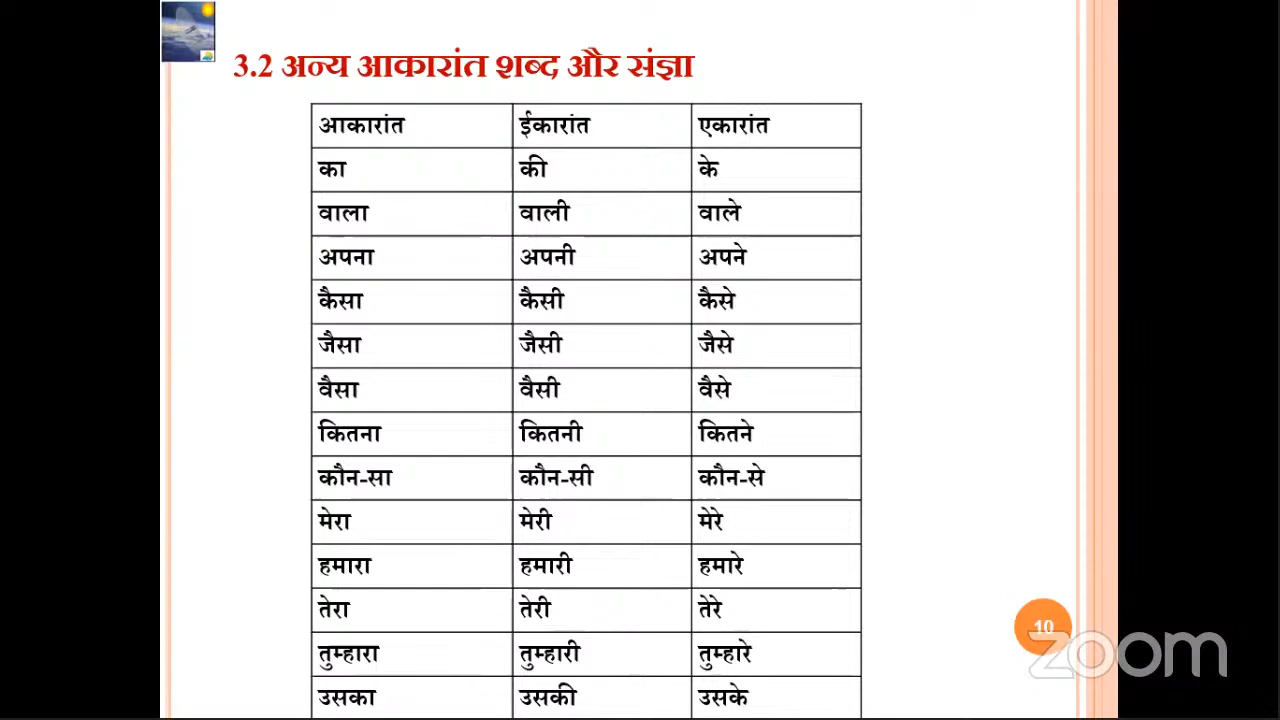 3.2 अन्य आकारांत शब्द और संज्ञा
आकारांत ईकारांत एकारांत
का की के
वाला वाली वाले
अपना अपनी अपने
कैसा कैसी कैसे
जैसा जैसी जैसे
वैसा वैसी वैसे
कितना कितनी कितने
कौन-सा कौन-सी कौन-से
मेरा मेरी मेरे
हमारा हमारी हमारे
तेरा तेरी तेरे
तुम्हारा तुम्हारी तुम्हारे
उसका उसकी उसके
10
zoom